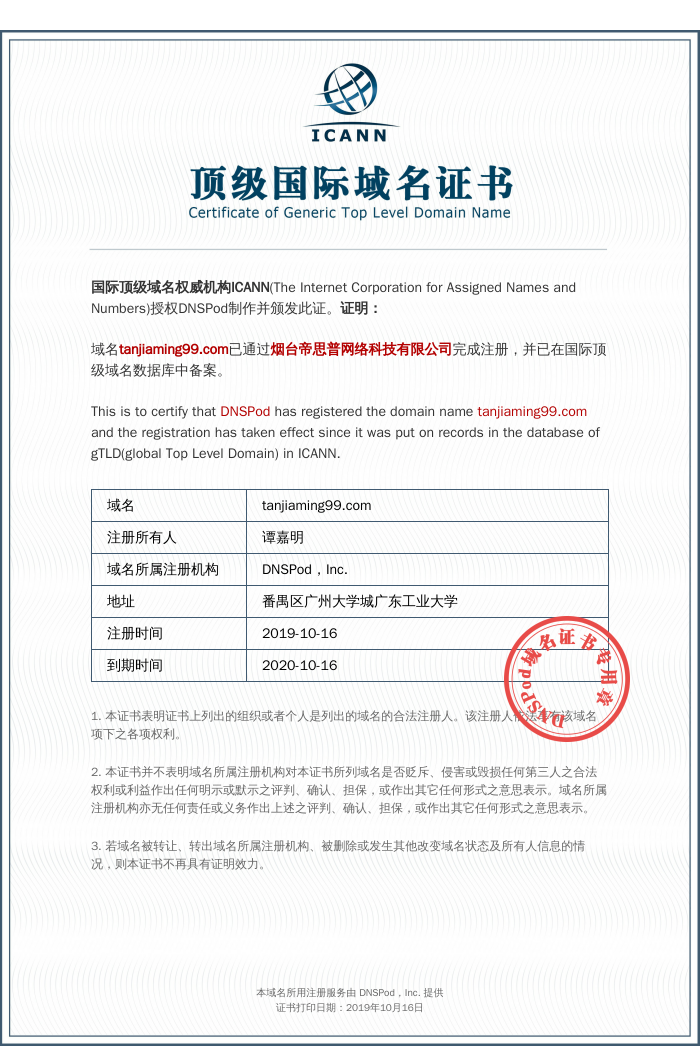 ICANN
顶级国际域名证书
Certificate of Generic Top Level Domain Name
国际顶级域名权威机构ICANN(The Internet Corporation for Assigned Names and
Numbers)授权DNSPod制作并颁发此证。证明：
域名tanjiaming99.com已通过烟台帝思普网络科技有限公司完成注册，并已在国际顶
级域名数据库中备案。
This is to certify that DNSPod has registered the domain name tanjiaming99.com
and the registration has taken effect since it was put on records in the database of
gTLD(global Top Level Domain) in ICANN.
域名 tanjiaming99.com
注册所有人 谭嘉明
域名所属注册机构 DNSPod，Inc.
地址 番禺区广州大学城广东工业大学
注册时间 2019-10-16
到期时间 2020-10-16
DNSPod域名证书专用章
1. 本证书表明证书上列出的组织或者个人是列出的域名的合法注册人。该注册人依法享有该域名
项下之各项权利。
2. 本证书并不表明域名所属注册机构对本证书所列域名是否贬斥、侵害或毁损任何第三人之合法
权利或利益作出任何明示或默示之评判、确认、担保，或作出其它任何形式之意思表示。域名所属
注册机构亦无任何责任或义务作出上述之评判、确认、担保，或作出其它任何形式之意思表示。
3. 若域名被转让、转出域名所属注册机构、被删除或发生其他改变域名状态及所有人信息的情
况，则本证书不再具有证明效力。
本域名所用注册服务由 DNSPod，Inc. 提供
证书打印日期：2019年10月16日